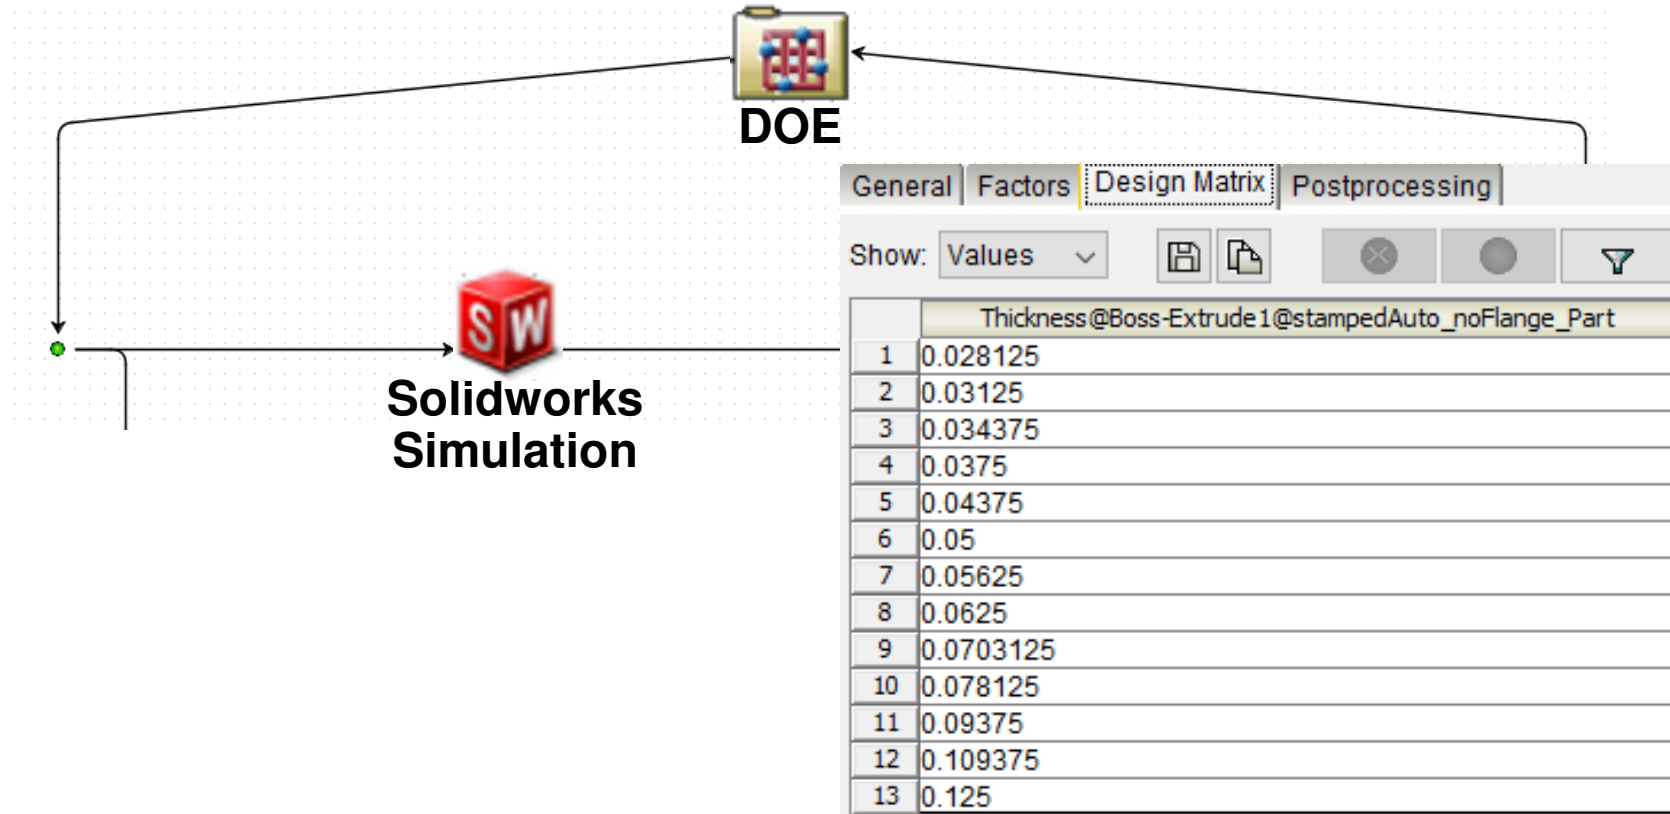 DOE
General Factors Design Matrix Postprocessing
Show: Values
SW
Solidworks
Simulation
Thickness@Boss-Extrude1@stampedAuto_noFlange_Part
1 0.028125
2 0.03125
3 0.034375
4 0.0375
5 0.04375
6 0.05
7 0.05625
8 0.0625
9 0.0703125
10 0.078125
11 0.09375
12 0.109375
13 0.125